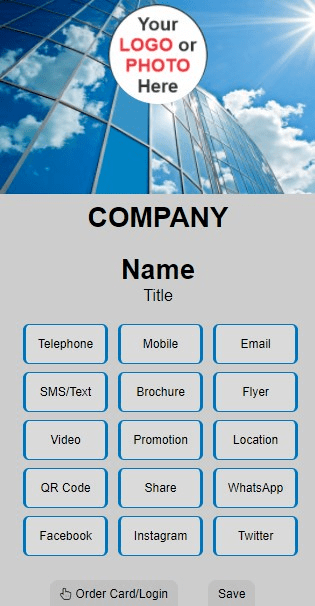 Your
LOGO or
PHOTO
Here
COMPANY
Name
Title
Telephone
Mobile
Email
SMS/Text
Brochure
Flyer
Video
Promotion
Location
QR Code
Share
WhatsApp
Facebook
Instagram
Twitter
Order Card/Login
Save